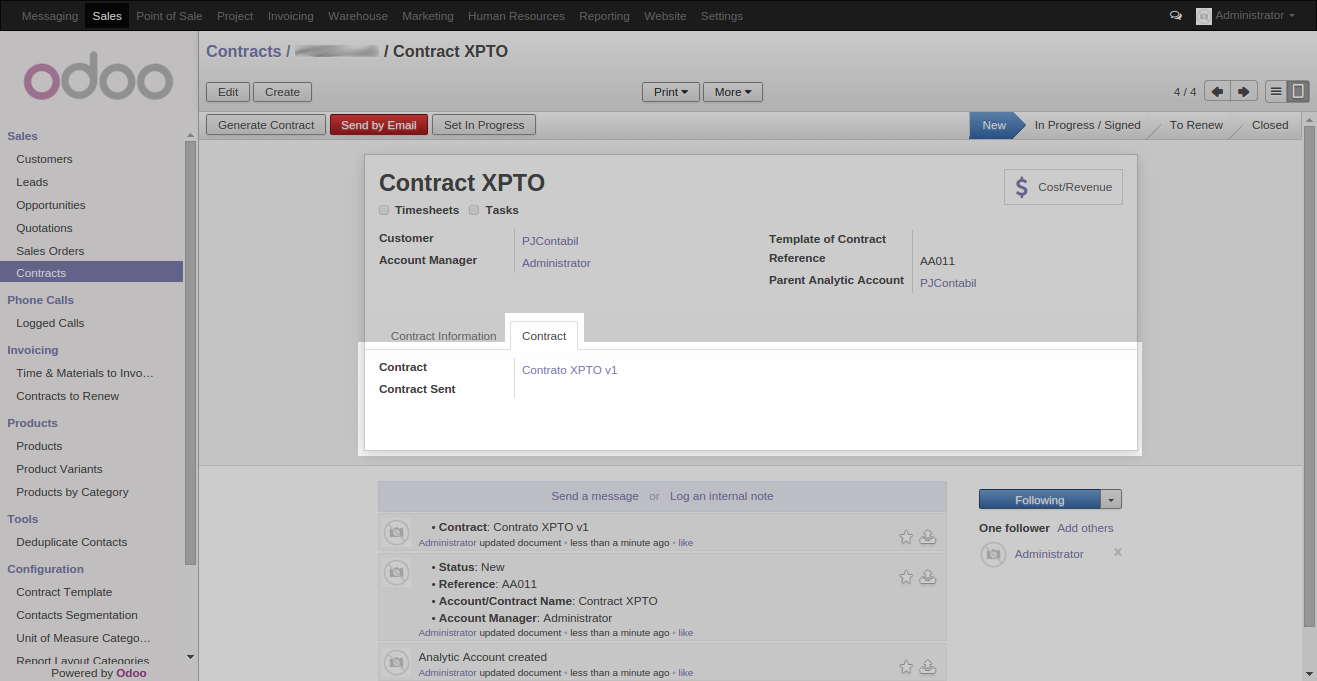 Messaging Sales Point of Sale Project Invoicing Warehouse Marketing Human Resources Reporting Website Settings Administrator
odoo
Sales
Customers
Leads
Opportunities
Quotations
Sales Orders
Contracts
Phone Calls
Logged Calls
Invoicing
Time & Materials to Invo...
Contracts to Renew
Products
Products
Product Variants
Products by Category
Tools
Deduplicate Contacts
Configuration
Contract Template
Contacts Segmentation
Unit of Measure Catego...
Report Layout Categories
Powered by Odoo
Contracts / / Contract XPTO
Edit Create Print More 4 / 4
Generate Contract Send by Email Set In Progress New In Progress / Signed To Renew Closed
Contract XPTO
$ Cost/Revenue
Timesheets Tasks
Customer PJContabil
Account Manager Administrator
Template of Contract
Reference AA011
Parent Analytic Account PJContabil
Contract Information Contract
Contract Contrato XPTO v1
Contract Sent
Send a message or Log an internal note
• Contract: Contrato XPTO v1
Administrator updated document • less than a minute ago • like
• Status: New
• Reference: AA011
• Account/Contract Name: Contract XPTO
• Account Manager: Administrator
Administrator updated document • less than a minute ago • like
Analytic Account created
Administrator updated document • less than a minute ago • like
Following
One follower Add others
Administrator x